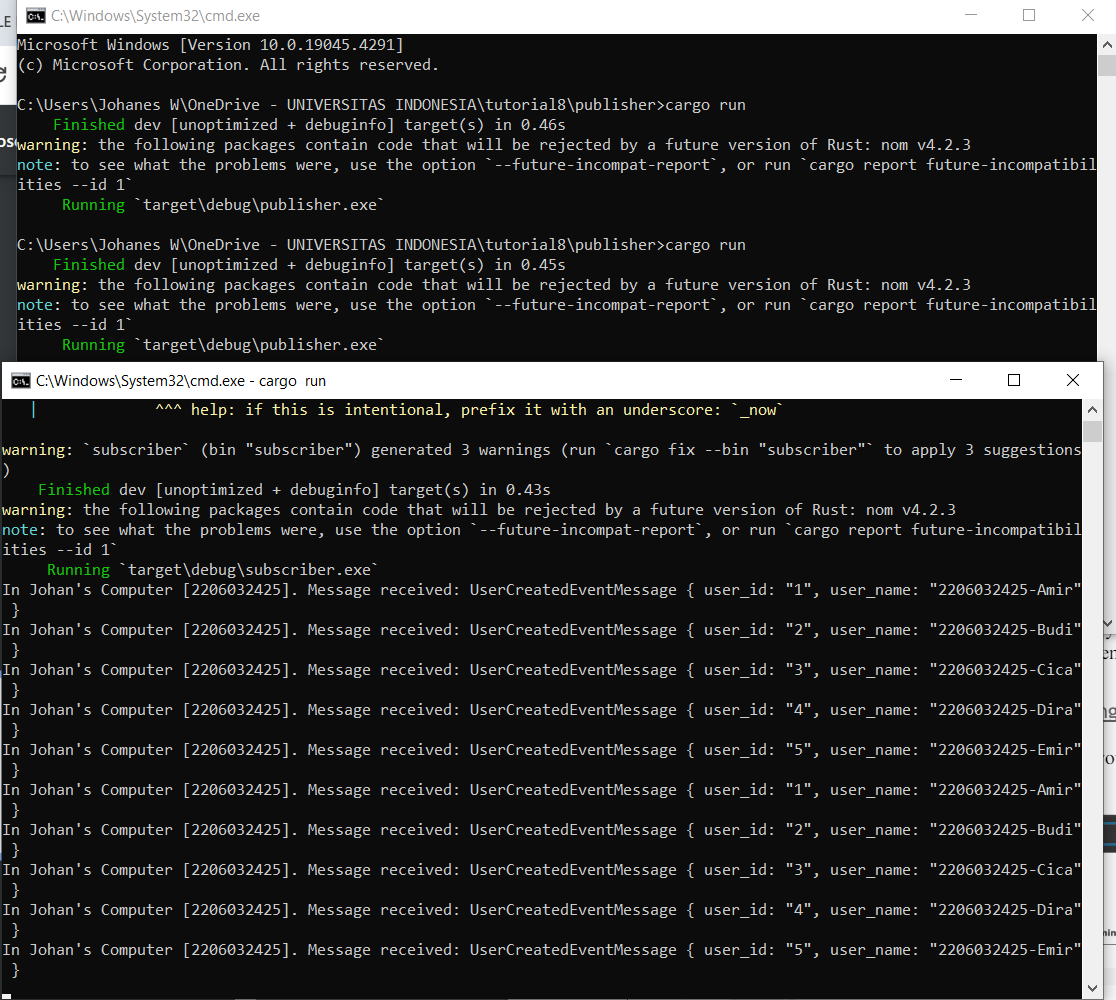 C:\Windows\System32\cmd.exe
Microsoft Windows [Version 10.0.19045.4291]
(c) Microsoft Corporation. All rights reserved.
C:\Users\Johanes W\OneDrive - UNIVERSITAS INDONESIA\tutorial8\publisher>cargo run
    Finished dev [unoptimized + debuginfo] target(s) in 0.46s
warning: the following packages contain code that will be rejected by a future version of Rust: nom v4.2.3
note: to see what the problems were, use the option `--future-incompat-report`, or run `cargo report future-incompatibil
ities --id 1`
     Running `target\debug\publisher.exe`
C:\Users\Johanes W\OneDrive - UNIVERSITAS INDONESIA\tutorial8\publisher>cargo run
    Finished dev [unoptimized + debuginfo] target(s) in 0.45s
warning: the following packages contain code that will be rejected by a future version of Rust: nom v4.2.3
note: to see what the problems were, use the option `--future-incompat-report`, or run `cargo report future-incompatibil
ities --id 1`
     Running `target\debug\publisher.exe`
C:\Windows\System32\cmd.exe - cargo  run
   |             ^^^ help: if this is intentional, prefix it with an underscore: `_now`
warning: `subscriber` (bin "subscriber") generated 3 warnings (run `cargo fix --bin "subscriber"` to apply 3 suggestions
)
    Finished dev [unoptimized + debuginfo] target(s) in 0.43s
warning: the following packages contain code that will be rejected by a future version of Rust: nom v4.2.3
note: to see what the problems were, use the option `--future-incompat-report`, or run `cargo report future-incompatibil
ities --id 1`
     Running `target\debug\subscriber.exe`
In Johan's Computer [2206032425]. Message received: UserCreatedEventMessage { user_id: "1", user_name: "2206032425-Amir"
 }
In Johan's Computer [2206032425]. Message received: UserCreatedEventMessage { user_id: "2", user_name: "2206032425-Budi"
 }
In Johan's Computer [2206032425]. Message received: UserCreatedEventMessage { user_id: "3", user_name: "2206032425-Cica"
 }
In Johan's Computer [2206032425]. Message received: UserCreatedEventMessage { user_id: "4", user_name: "2206032425-Dira"
 }
In Johan's Computer [2206032425]. Message received: UserCreatedEventMessage { user_id: "5", user_name: "2206032425-Emir"
 }
In Johan's Computer [2206032425]. Message received: UserCreatedEventMessage { user_id: "1", user_name: "2206032425-Amir"
 }
In Johan's Computer [2206032425]. Message received: UserCreatedEventMessage { user_id: "2", user_name: "2206032425-Budi"
 }
In Johan's Computer [2206032425]. Message received: UserCreatedEventMessage { user_id: "3", user_name: "2206032425-Cica"
 }
In Johan's Computer [2206032425]. Message received: UserCreatedEventMessage { user_id: "4", user_name: "2206032425-Dira"
 }
In Johan's Computer [2206032425]. Message received: UserCreatedEventMessage { user_id: "5", user_name: "2206032425-Emir"
 }